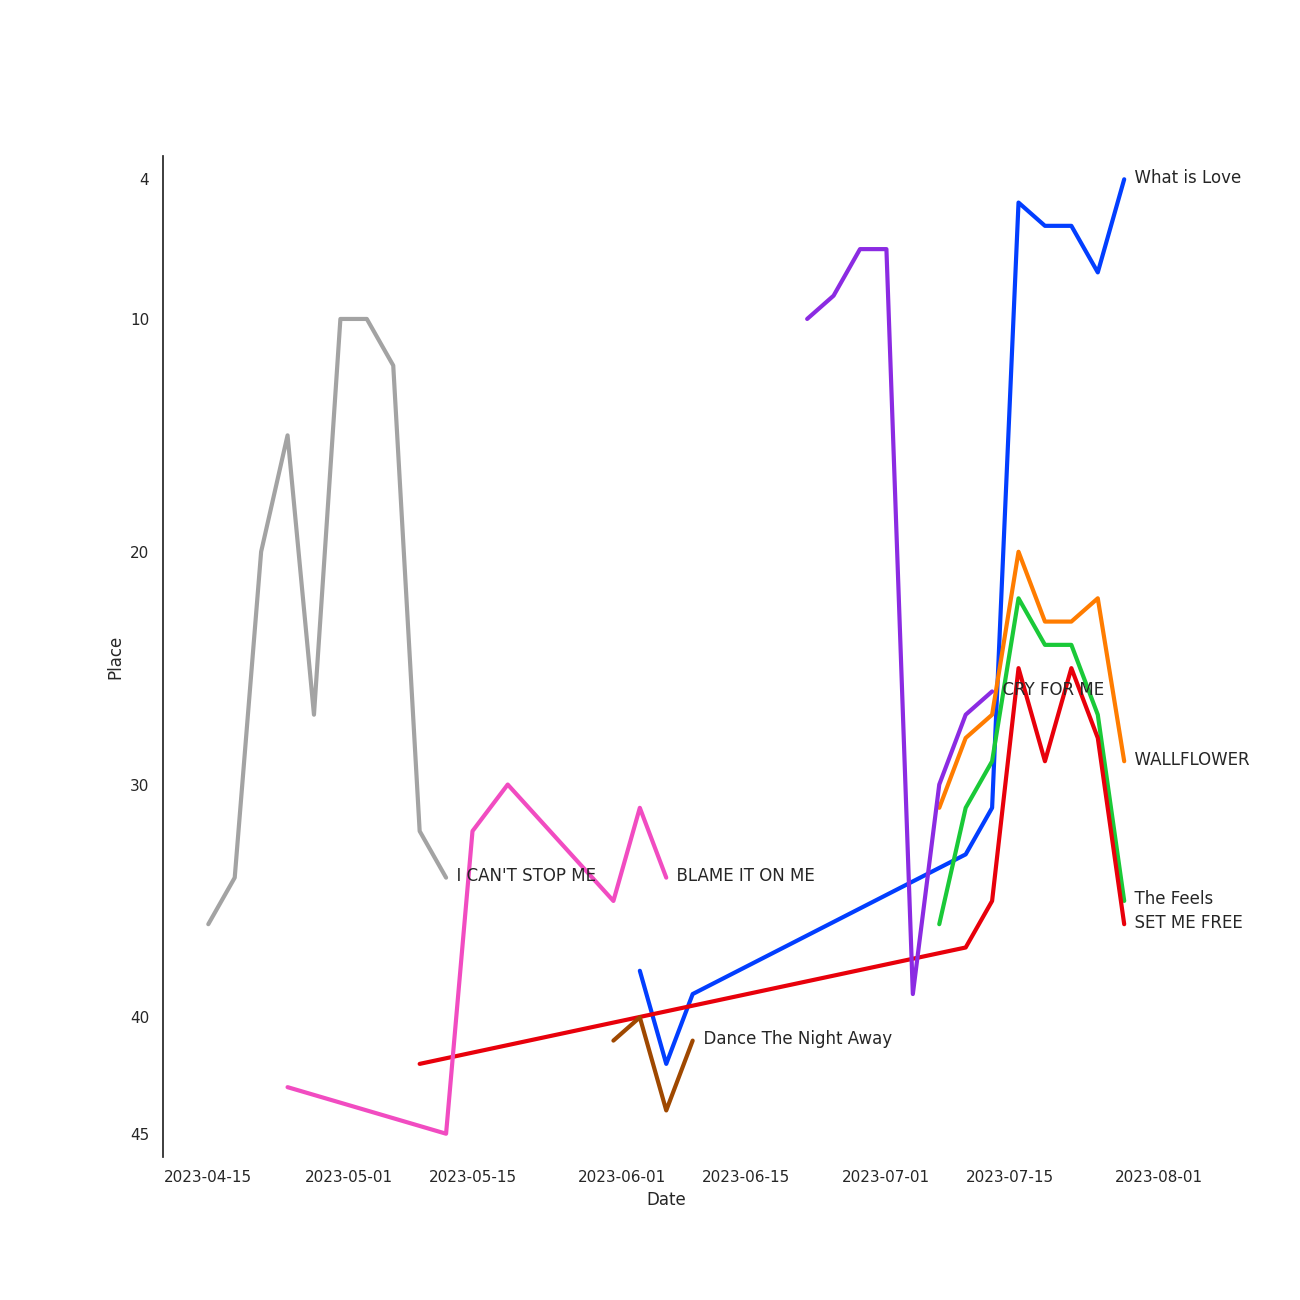 4
What is Love
10
20
Place
CRY FOR ME
WALLFLOWER
30
I CAN'T STOP ME
BLAME IT ON ME
The Feels
SET ME FREE
40
Dance The Night Away
45
2023-04-15 2023-05-01 2023-05-15 2023-06-01 2023-06-15 2023-07-01 2023-07-15 2023-08-01
Date